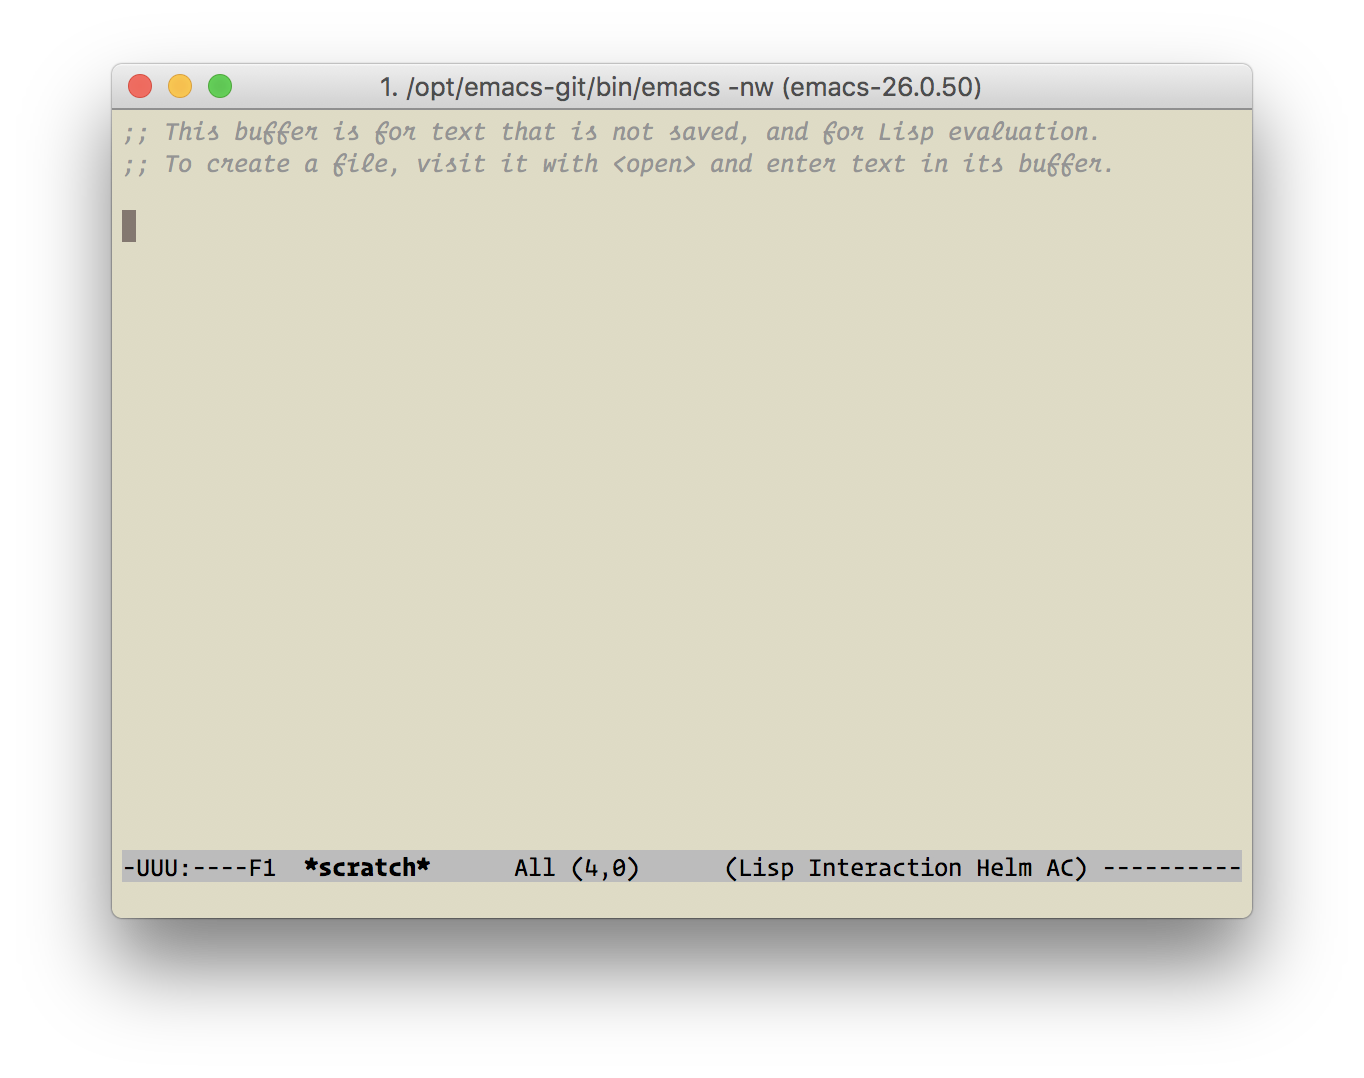 1. /opt/emacs-git/bin/emacs -nw (emacs-26.0.50)
;; This buffer is for text that is not saved, and for Lisp evaluation.
;; To create a file, visit it with <open> and enter text in its buffer.
-UUU:----F1  *scratch*      All (4,0)      (Lisp Interaction Helm AC) ----------